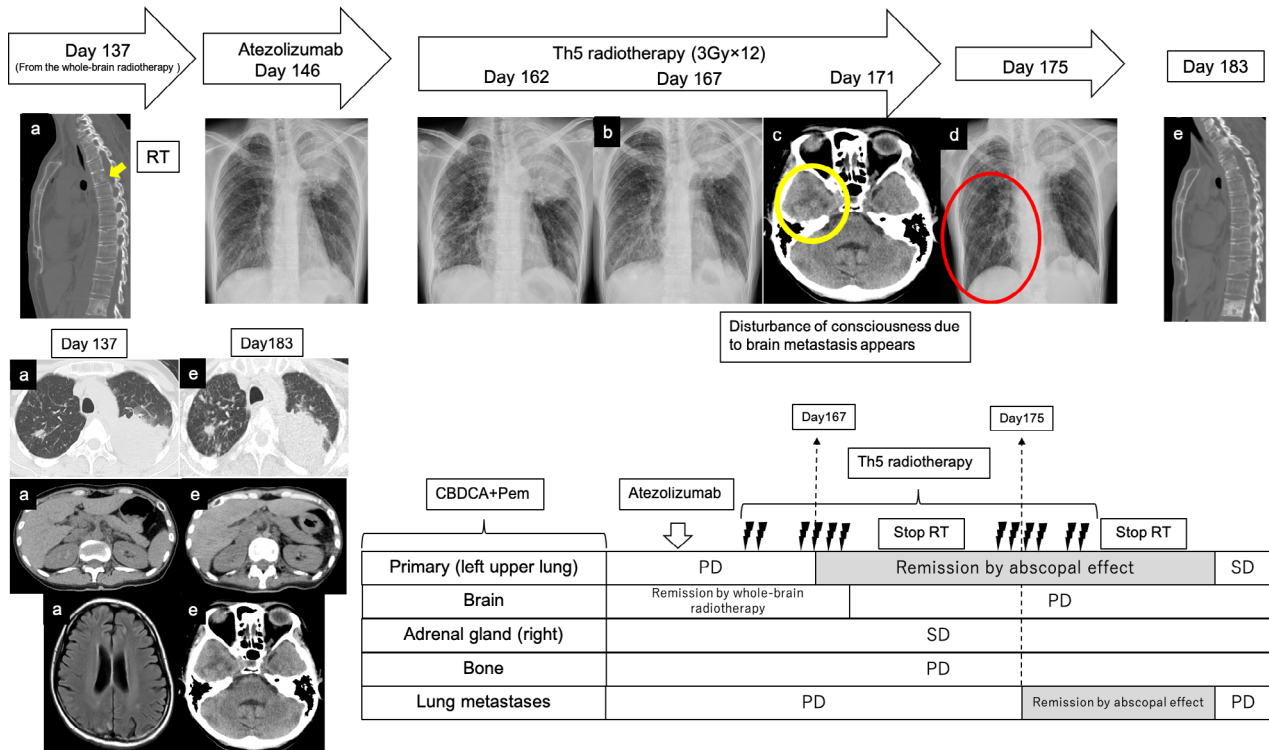 Day 137
(From the whole-brain radiotherapy )
Atezolizumab
Day 146
Th5 radiotherapy (3Gy×12)
Day 162
Day 167
Day 171
Day 175
Day 183
a
RT
b
c
d
e
Disturbance of consciousness due
to brain metastasis appears
Day 137
Day183
a
e
a
e
a
e
Day167
Day175
Th5 radiotherapy
CBDCA+Pem
Atezolizumab
Stop RT
Stop RT
Primary (left upper lung)
PD
Remission by abscopal effect
SD
Brain
Remission by whole-brain
radiotherapy
PD
Adrenal gland (right)
SD
Bone
PD
Lung metastases
PD
Remission by abscopal effect
PD